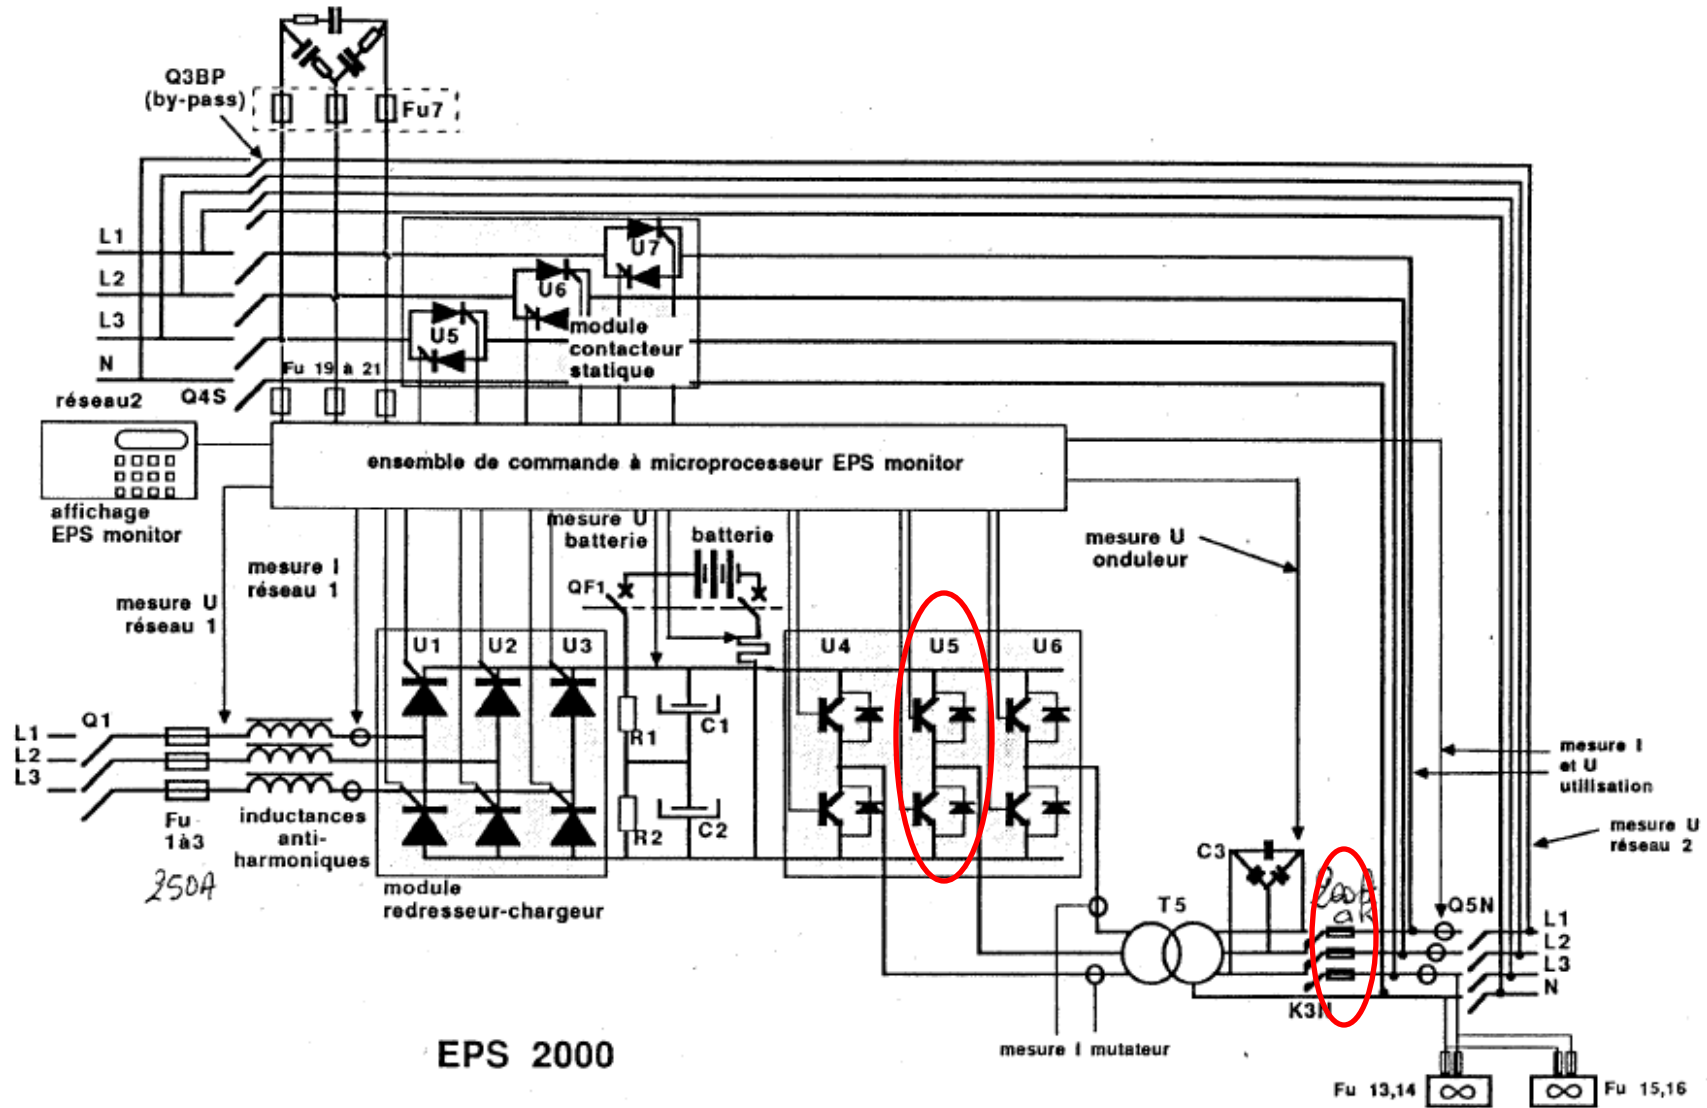 Q3BP
(by-pass)
Fu7
L1
L2
L3
N
U7
U6
U5
module
contacteur
statique
Fu 19 à 21
Q4S
réseau2
ensemble de commande à microprocesseur EPS monitor
affichage
EPS monitor
mesure U
batterie
batterie
mesure U
onduleur
mesure I
réseau 1
mesure U
réseau 1
QF1
U1
U2
U3
U4
U5
U6
L1
L2
L3
Q1
Fu
1à3
250A
inductances
anti-
harmoniques
R1
C1
R2
C2
module
redresseur-chargeur
mesure I
et U
utilisation
mesure U
réseau 2
C3
T5
Q5N
L1
L2
L3
N
K3N
mesure I mutateur
EPS 2000
Fu 13,14
Fu 15,16